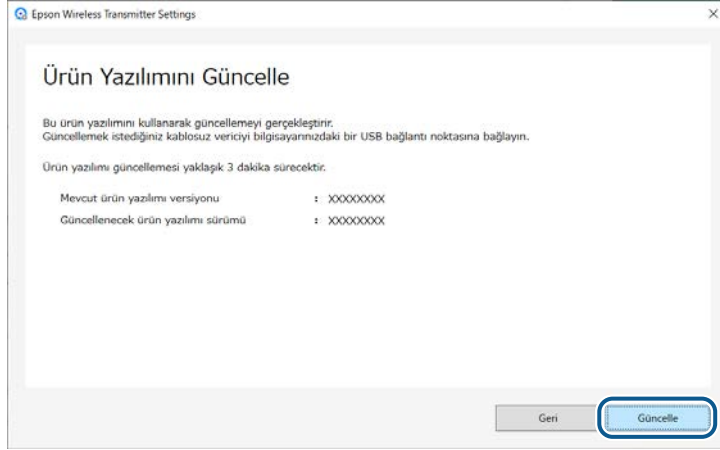 Epson Wireless Transmitter Settings
Ürün Yazılımını Güncelle
Bu ürün yazılımını kullanarak güncellemeyi gerçekleştirir.
Güncellemek istediğiniz kablosuz vericiyi bilgisayarınızdaki bir USB bağlantı noktasına bağlayın.
Ürün yazılımı güncellemesi yaklaşık 3 dakika sürecektir.
Mevcut ürün yazılımı versiyonu : XXXXXXXX
Güncellenecek ürün yazılımı sürümü : XXXXXXXX
Geri Güncelle